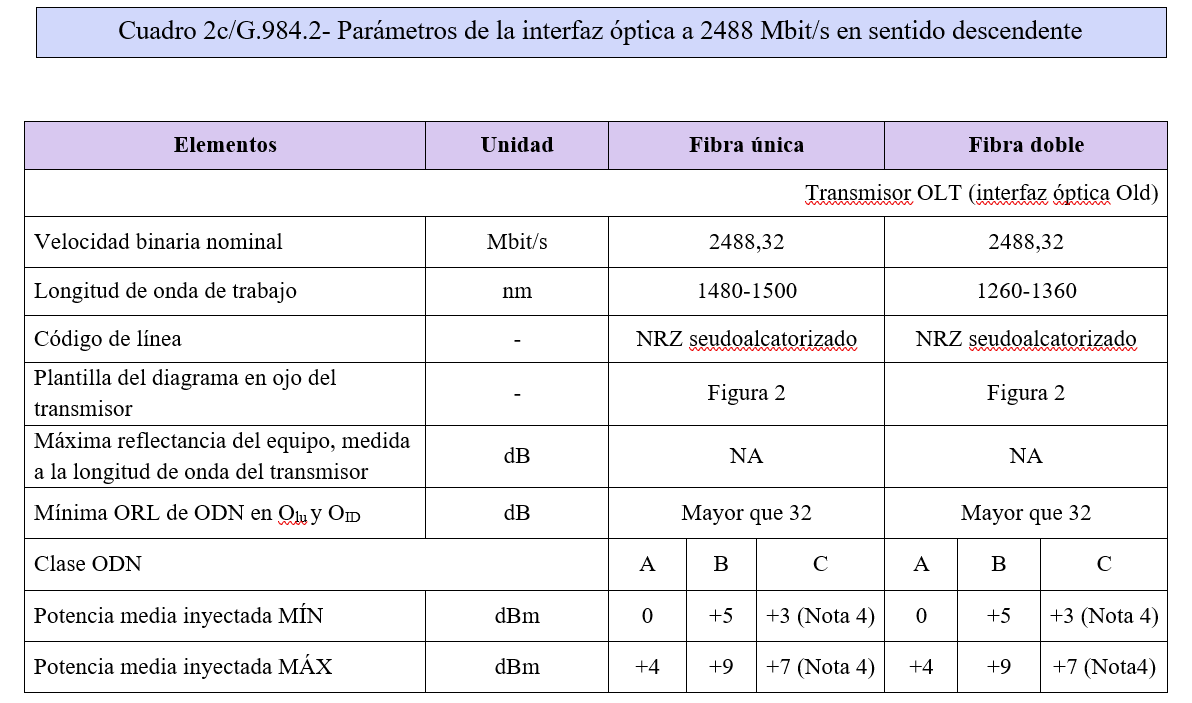 Cuadro 2c/G.984.2- Parámetros de la interfaz óptica a 2488 Mbit/s en sentido descendente
Elementos Unidad Fibra única Fibra doble
Transmisor OLT (interfaz óptica Old)
Velocidad binaria nominal Mbit/s 2488,32 2488,32
Longitud de onda de trabajo nm 1480-1500 1260-1360
Código de línea - NRZ seudoalcatorizado NRZ seudoalcatorizado
Plantilla del diagrama en ojo del
transmisor - Figura 2 Figura 2
Máxima reflectancia del equipo, medida
a la longitud de onda del transmisor dB NA NA
Mínima ORL de ODN en Olu y OID dB Mayor que 32 Mayor que 32
Clase ODN A B C A B C
Potencia media inyectada MÍN dBm 0 +5 +3 (Nota 4) 0 +5 +3 (Nota 4)
Potencia media inyectada MÁX dBm +4 +9 +7 (Nota 4) +4 +9 +7 (Nota4)